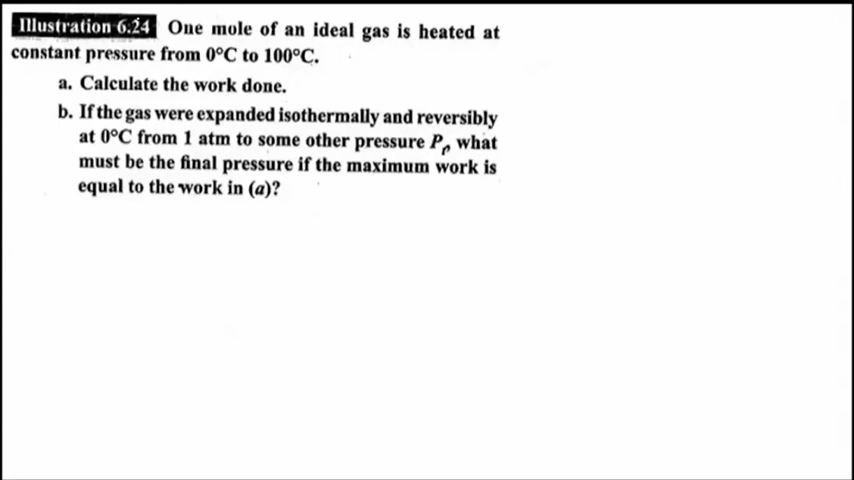 Illustration 6.24 One mole of an ideal gas is heated at
constant pressure from 0°C to 100°C.
a. Calculate the work done.
b. If the gas were expanded isothermally and reversibly
at 0°C from 1 atm to some other pressure Pf, what
must be the final pressure if the maximum work is
equal to the work in (a)?